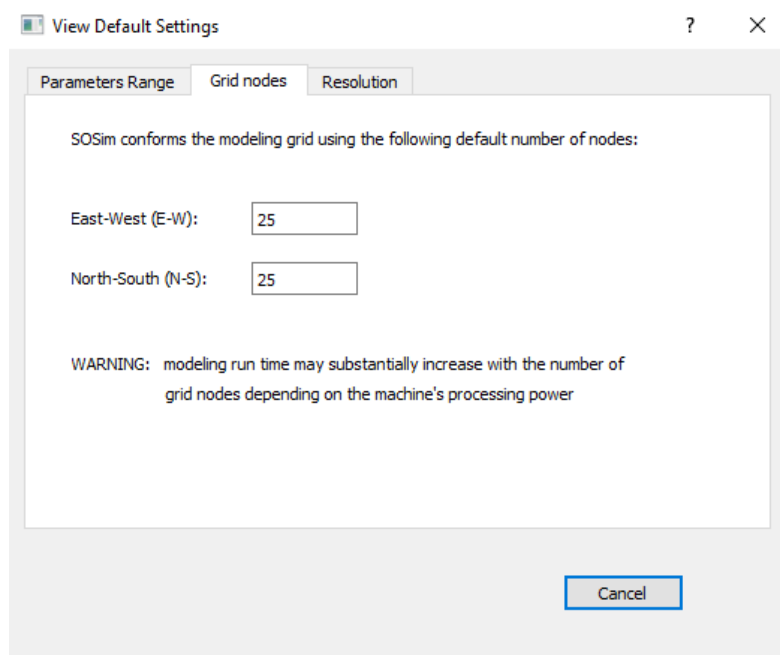 View Default Settings
Parameters Range
Grid nodes
Resolution
SOSim conforms the modeling grid using the following default number of nodes:
East-West (E-W):
25
North-South (N-S):
25
WARNING: modeling run time may substantially increase with the number of
grid nodes depending on the machine's processing power
Cancel